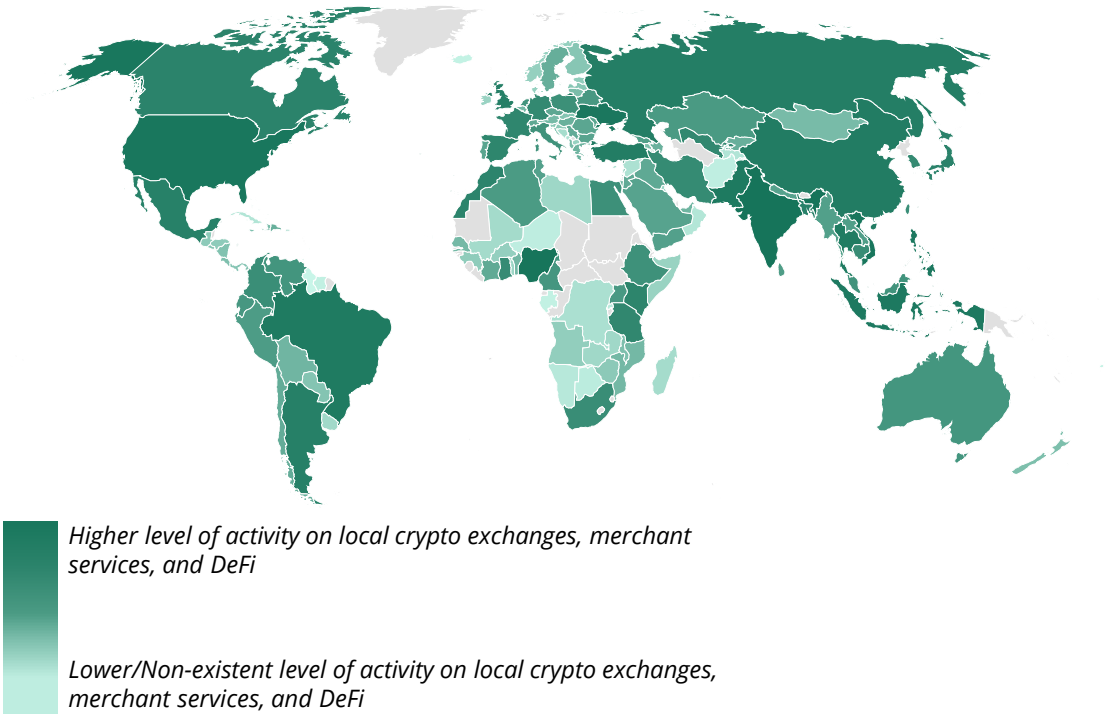 Higher level of activity on local crypto exchanges, merchant
services, and DeFi
Lower/Non-existent level of activity on local crypto exchanges,
merchant services, and DeFi